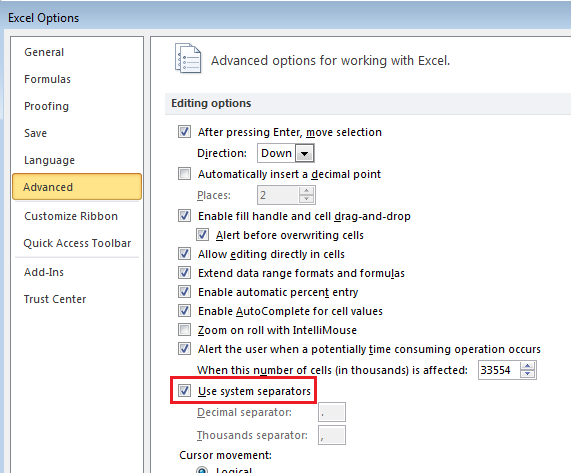 Excel Options
General
Formulas
Proofing
Save
Language
Advanced
Customize Ribbon
Quick Access Toolbar
Add-Ins
Trust Center
Advanced options for working with Excel.
Editing options
After pressing Enter, move selection
Direction: Down
Automatically insert a decimal point
Places: 2
Enable fill handle and cell drag-and-drop
Alert before overwriting cells
Allow editing directly in cells
Extend data range formats and formulas
Enable automatic percent entry
Enable AutoComplete for cell values
Zoom on roll with IntelliMouse
Alert the user when a potentially time consuming operation occurs
When this number of cells (in thousands) is affected: 33554
Use system separators
Decimal separator: .
Thousands separator: ,
Cursor movement:
Logical